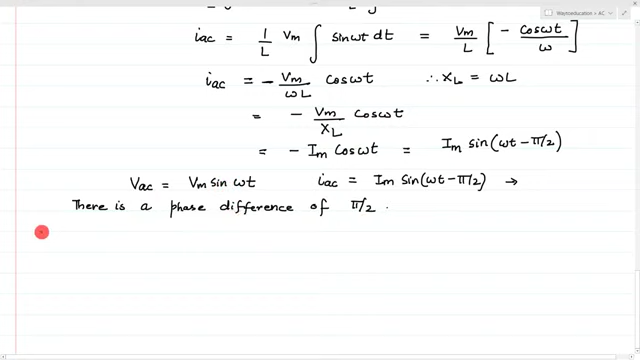 Waytoeducation + AC
iac = 1/L Vm ∫ sinωt dt = Vm/L [ - cosωt/ω ]
iac = - Vm/ωL cosωt ∴ XL = ωL
= - Vm/XL cosωt
= - Im cosωt = Im sin(ωt - π/2)
Vac = Vm sin ωt iac = Im sin(ωt - π/2) →
There is a phase difference of π/2 .